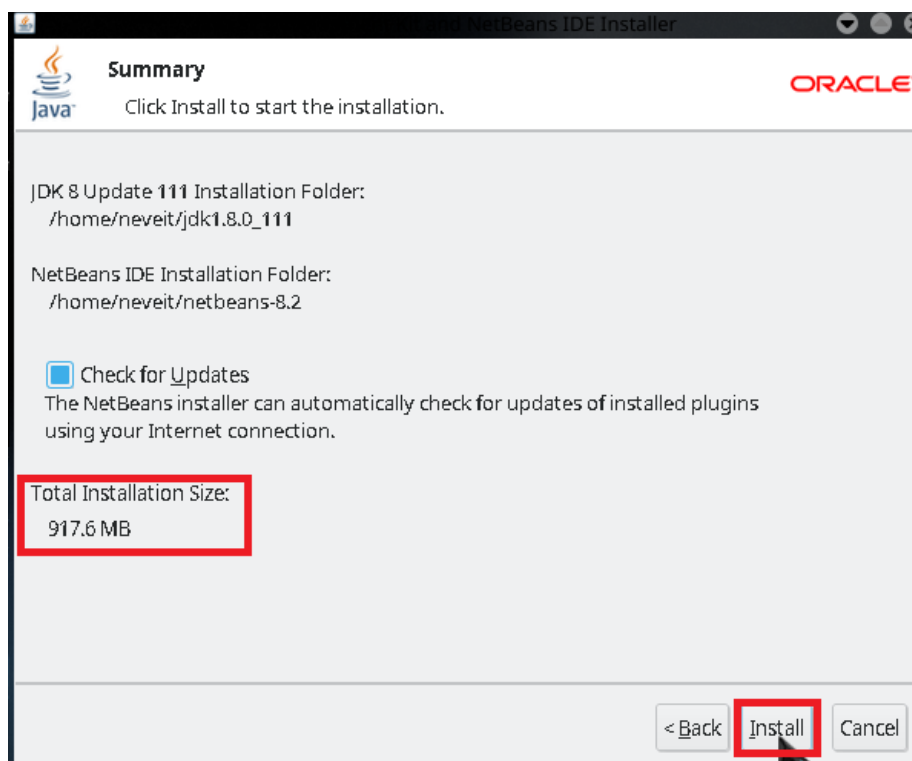 and NetBeans IDE Installer
Summary
Click Install to start the installation.
Java
ORACLE
JDK 8 Update 111 Installation Folder:
/home/neveit/jdk1.8.0_111
NetBeans IDE Installation Folder:
/home/neveit/netbeans-8.2
Check for Updates
The NetBeans installer can automatically check for updates of installed plugins
using your Internet connection.
Total Installation Size:
917.6 MB
< Back Install Cancel